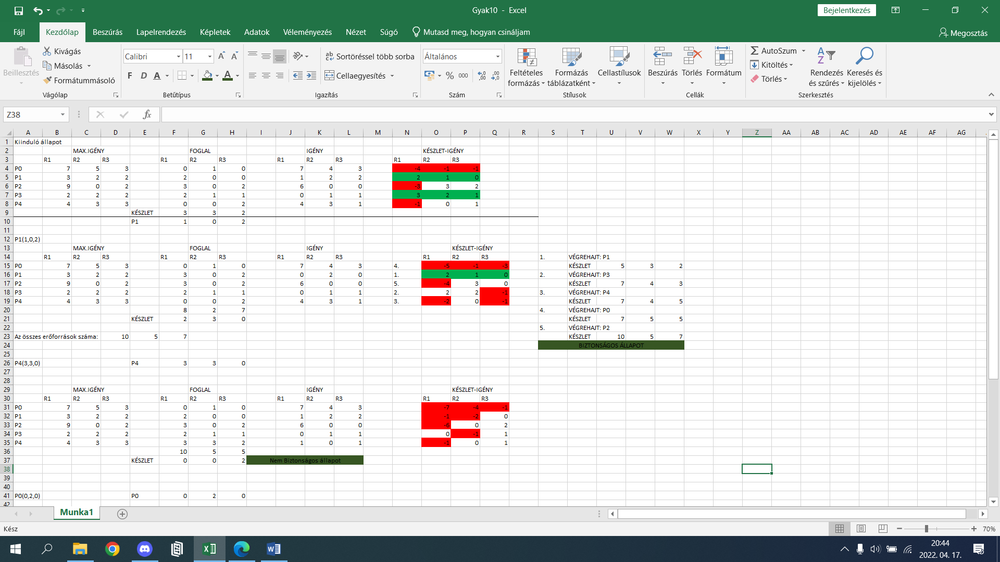 Gyak10 - Excel
Bejelentkezés
Fájl Kezdőlap Beszúrás Lapelrendezés Képletek Adatok Véleményezés Nézet Súgó Mutasd meg, hogyan csináljam Megosztás
Beillesztés
Kivágás
Másolás
Formátummásoló
Vágólap
Calibri 11
F D A A
Betűtípus
ab Sortöréssel több sorba
Cellaegyesítés
Igazítás
Általános
% 000
Szám
Feltételes formázás
Formázás táblázatként
Cellastílusok
Stílusok
Beszúrás Törlés Formátum
Cellák
AutoSzum
Kitöltés
Törlés
Rendezés és szűrés
Keresés és kijelölés
Szerkesztés
Z38 fx
A B C D E F G H I J K L M N O P Q R S T U V W X Y Z AA AB AC AD AE AF AG
1 Kiinduló állapot
2 MAX.IGÉNY FOGLAL IGÉNY KÉSZLET-IGÉNY
3 R1 R2 R3 R1 R2 R3 R1 R2 R3 R1 R2 R3
4 P0 7 5 3 0 1 0 7 4 3 -4 -1 -1
5 P1 3 2 2 2 0 0 1 2 2 2 1 0
6 P2 9 0 2 3 0 2 6 0 0 -3 3 2
7 P3 2 2 2 2 1 1 0 1 1 3 2 1
8 P4 4 3 3 0 0 2 4 3 1 -1 0 1
9 KÉSZLET 3 3 2
10 P1 1 0 2
11
12 P1(1,0,2)
13 MAX.IGÉNY FOGLAL IGÉNY KÉSZLET-IGÉNY
14 R1 R2 R3 R1 R2 R3 R1 R2 R3 R1 R2 R3 1. VÉGREHAJT: P1
15 P0 7 5 3 0 1 0 7 4 3 4. -5 -1 -3 KÉSZLET 5 3 2
16 P1 3 2 2 3 0 2 0 2 0 1. 2 1 0 2. VÉGREHAJT: P3
17 P2 9 0 2 3 0 2 6 0 0 5. -4 3 0 KÉSZLET 7 4 3
18 P3 2 2 2 2 1 1 0 1 1 2. 2 2 -1 3. VÉGREHAJT: P4
19 P4 4 3 3 0 0 2 4 3 1 3. -2 0 -1 KÉSZLET 7 4 5
20 8 2 7 4. VÉGREHAJT: P0
21 KÉSZLET 2 3 0 KÉSZLET 7 5 5
22 5. VÉGREHAJT: P2
23 Az összes erőforrások száma: 10 5 7 KÉSZLET 10 5 7
24 BIZTONSÁGOS ÁLLAPOT
25
26 P4(3,3,0) P4 3 3 0
27
28
29 MAX.IGÉNY FOGLAL IGÉNY KÉSZLET-IGÉNY
30 R1 R2 R3 R1 R2 R3 R1 R2 R3 R1 R2 R3
31 P0 7 5 3 0 1 0 7 4 3 -7 -4 -1
32 P1 3 2 2 2 0 0 1 2 2 -1 -2 0
33 P2 9 0 2 3 0 2 6 0 0 -6 0 2
34 P3 2 2 2 2 1 1 0 1 1 0 -1 1
35 P4 4 3 3 3 3 2 1 0 1 -1 0 1
36 10 5 5
37 KÉSZLET 0 0 2 Nem Biztonságos állapot
38
39
40
41 P0(0,2,0) P0 0 2 0
42
Munka1
Kész 70%
20:44
2022. 04. 17.